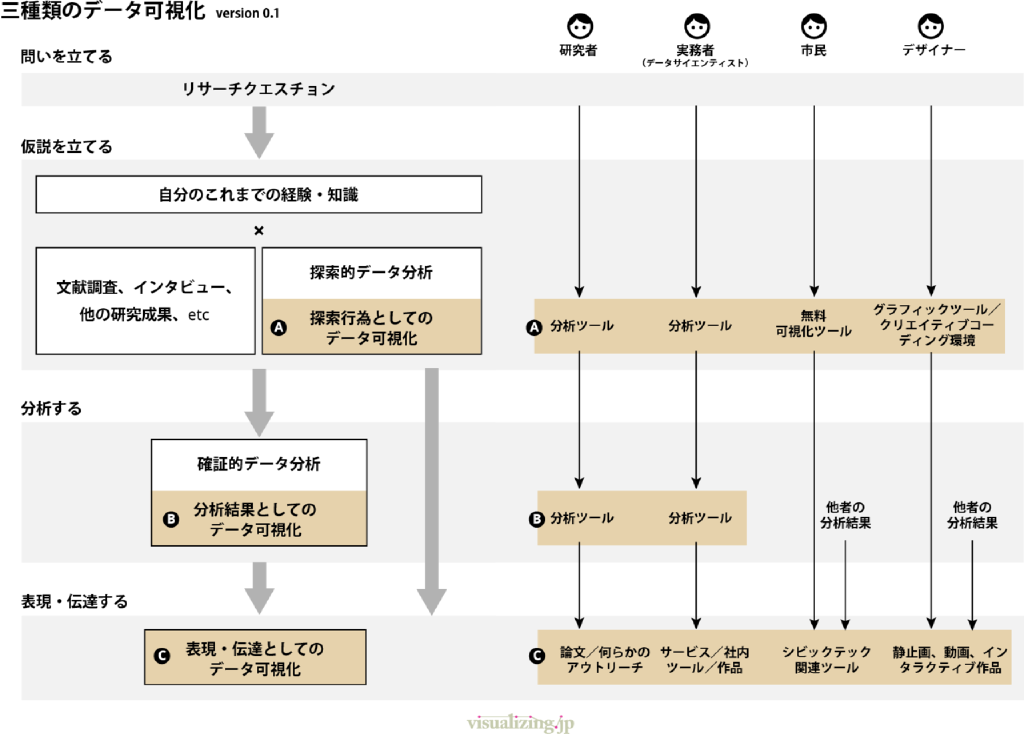 三種類のデータ可視化 version 0.1
研究者
実務者
（データサイエンティスト）
市民
デザイナー
問いを立てる
リサーチクエスチョン
仮説を立てる
自分のこれまでの経験・知識
×
文献調査、インタビュー、
他の研究成果、etc
探索的データ分析
A 探索行為としての
データ可視化
A 分析ツール
分析ツール
無料
可視化ツール
グラフィックツール／
クリエイティブコー
ディング環境
分析する
確証的データ分析
B 分析結果としての
データ可視化
B 分析ツール
分析ツール
他者の
分析結果
他者の
分析結果
表現・伝達する
C 表現・伝達としての
データ可視化
C 論文／何らかの
アウトリーチ
サービス／社内
ツール／作品
シビックテック
関連ツール
静止画、動画、イン
タラクティブ作品
visualizing.jp